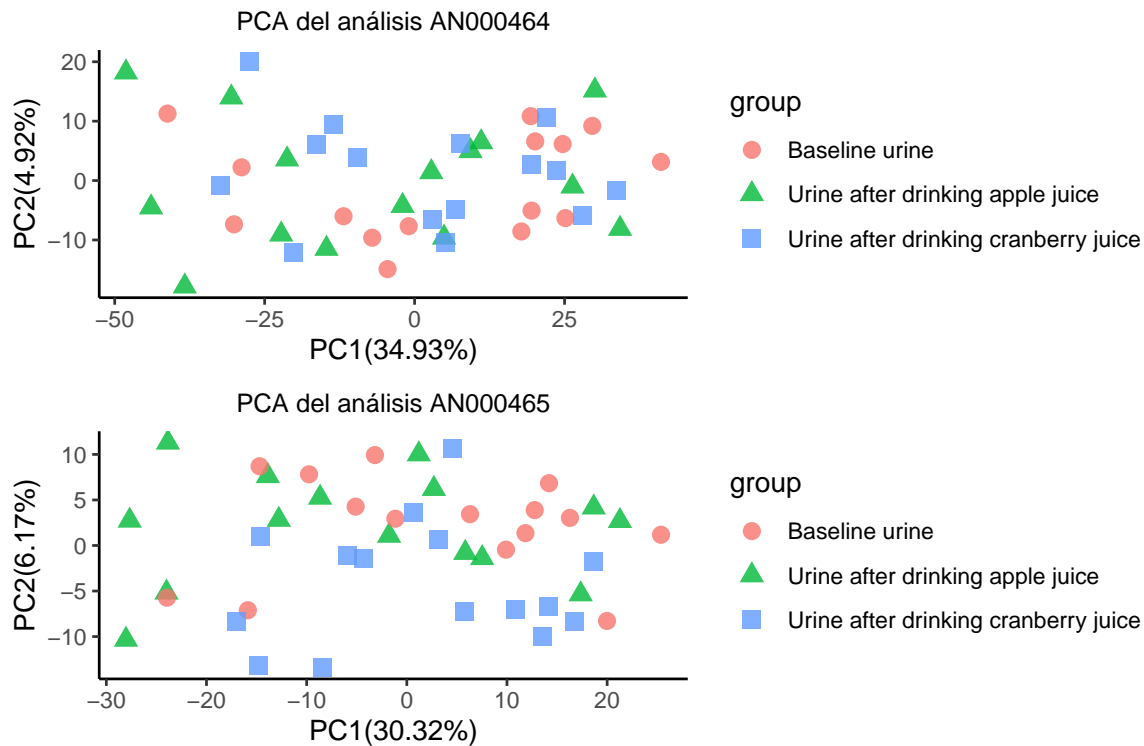 PCA del análisis AN000464
20
10
0
−10
PC2(4.92%)
−50
−25
0
25
PC1(34.93%)
group
Baseline urine
Urine after drinking apple juice
Urine after drinking cranberry juice
PCA del análisis AN000465
10
5
0
−5
−10
PC2(6.17%)
−30
−20
−10
0
10
20
PC1(30.32%)
group
Baseline urine
Urine after drinking apple juice
Urine after drinking cranberry juice